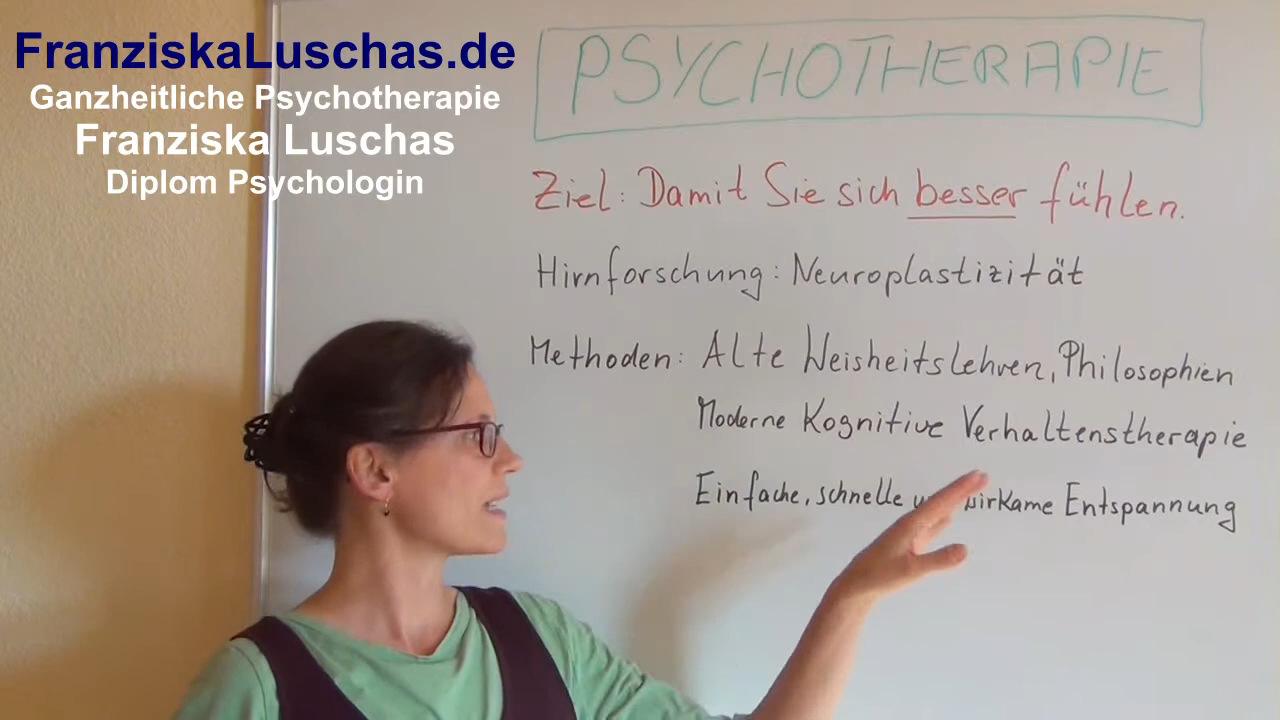 FranziskaLuschas.de
Ganzheitliche Psychotherapie
Franziska Luschas
Diplom Psychologin
PSYCHOTHERAPIE
Ziel: Damit Sie sich besser fühlen.
Hirnforschung: Neuroplastizität
Methoden: Alte Weisheitslehren, Philosophien
Moderne Kognitive Verhaltenstherapie
Einfache, schnelle wirkame Entspannung